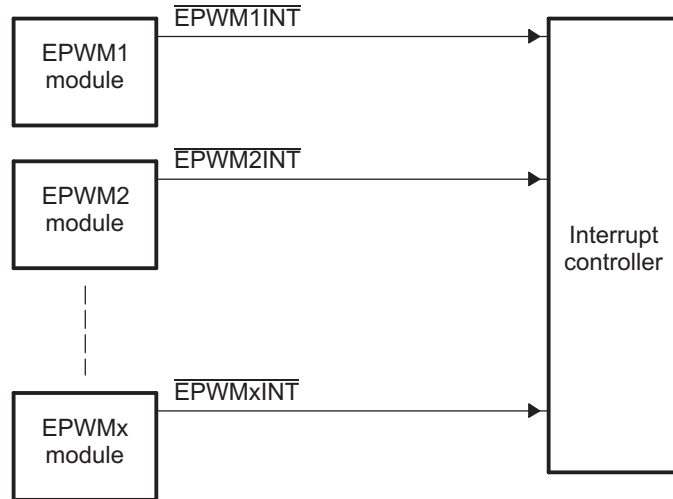 EPWM1INT
EPWM1
module
EPWM2INT
EPWM2
module
Interrupt
controller
EPWMxINT
EPWMx
module